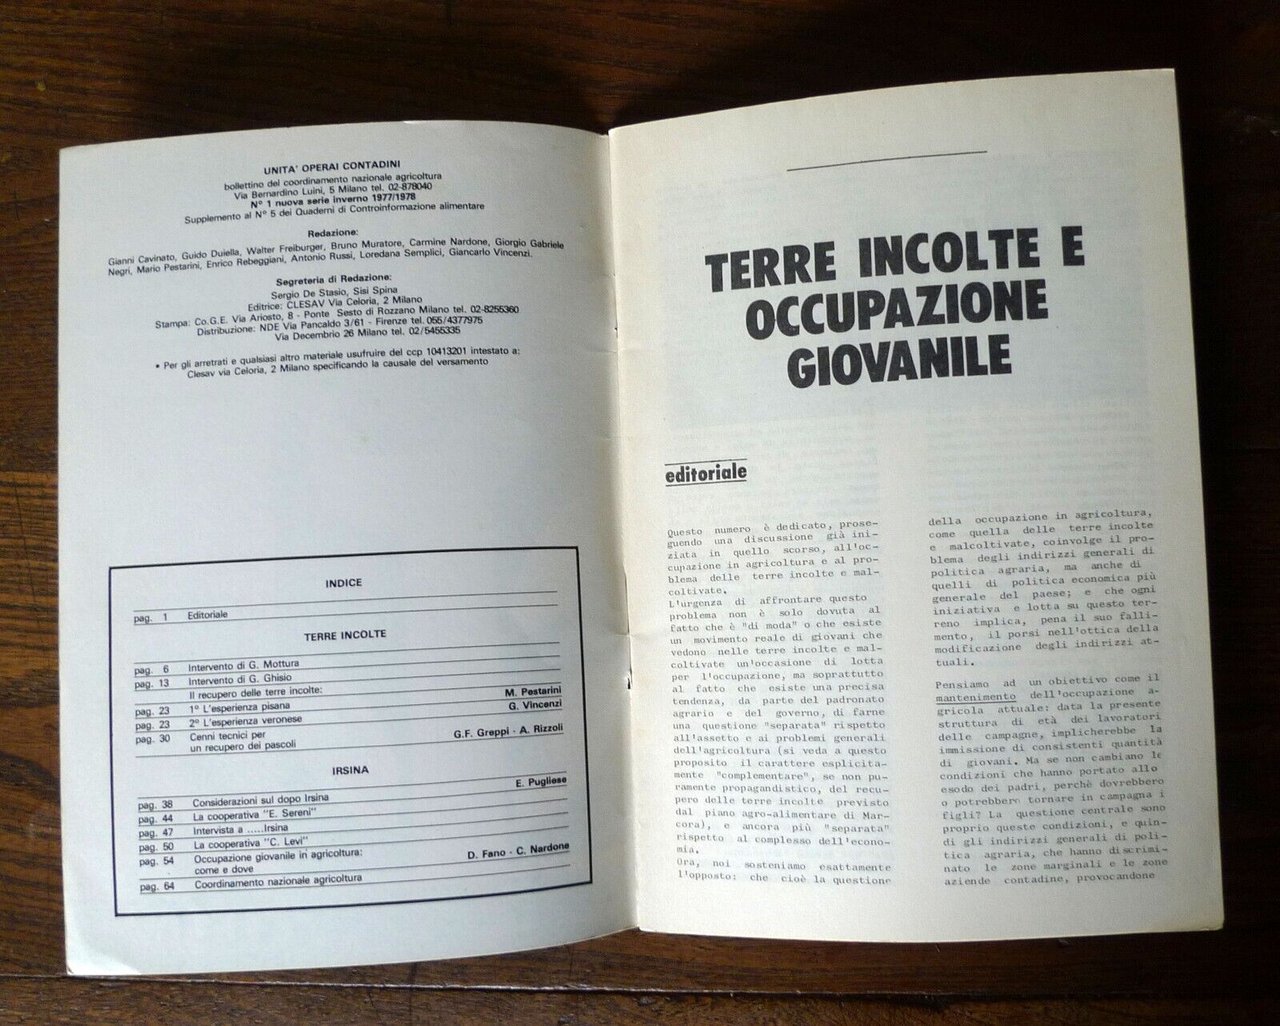 UNITA' OPERAI CONTADINI
bollettino del coordinamento nazionale agricoltura
Via Bernardino Luini, 5 Milano tel. 02-878040
N° 1 nuova serie inverno 1977/1978
Supplemento al N° 5 dei Quaderni di Controinformazione alimentare
Redazione:
Gianni Cavinato, Guido Duiella, Walter Freiburger, Bruno Muratore, Carmine Nardone, Giorgio Gabriele
Negri, Mario Pestarini, Enrico Rebeggiani, Antonio Russi, Loredana Semplici, Giancarlo Vincenzi.
Segreteria di Redazione:
Sergio De Stasio, Sisi Spina
Editrice: CLESAV Via Celoria, 2 Milano
Stampa: Co.G.E. Via Ariosto, 8 - Ponte Sesto di Rozzano Milano tel. 02-8255360
Distribuzione: NDE Via Pancaldo 3/61 - Firenze tel. 055/4377975
Via Decembrio 26 Milano tel. 02/5455335
• Per gli arretrati e qualsiasi altro materiale usufruire del ccp 10413201 intestato a:
Clesav via Celoria, 2 Milano specificando la causale del versamento
INDICE
pag. 1 Editoriale
TERRE INCOLTE
pag. 6 Intervento di G. Mottura
pag. 13 Intervento di G. Ghisio
Il recupero delle terre incolte:
pag. 23 1° L'esperienza pisana M. Pestarini
pag. 23 2° L'esperienza veronese G. Vincenzi
pag. 30 Cenni tecnici per
un recupero dei pascoli G.F. Greppi - A. Rizzoli
IRSINA
pag. 38 Considerazioni sul dopo Irsina E. Pugliese
pag. 44 La cooperativa "E. Sereni"
pag. 47 Intervista a .....Irsina
pag. 50 La cooperativa "C. Levi"
pag. 54 Occupazione giovanile in agricoltura:
come e dove D. Fano - C. Nardone
pag. 64 Coordinamento nazionale agricoltura
TERRE INCOLTE E
OCCUPAZIONE
GIOVANILE
editoriale
Questo numero è dedicato, prose-
guendo una discussione già ini-
ziata in quello scorso, all'oc-
cupazione in agricoltura e al pro-
blema delle terre incolte e mal-
coltivate.
L'urgenza di affrontare questo
problema non è solo dovuta al
fatto che è "di moda" o che esiste
un movimento reale di giovani che
vedono nelle terre incolte e mal-
coltivate un'occasione di lotta
per l'occupazione, ma soprattutto
al fatto che esiste una precisa
tendenza, da parte del padronato
agrario e del governo, di farne
una questione "separata" rispetto
all'assetto e ai problemi generali
dell'agricoltura (si veda a questo
proposito il carattere esplicita-
mente "complementare", se non pu-
ramente propagandistico, del recu-
pero delle terre incolte previsto
dal piano agro-alimentare di Mar-
cora), e ancora più "separata"
rispetto al complesso dell'econo-
mia.
Ora, noi sosteniamo esattamente
l'opposto: che cioè la questione
della occupazione in agricoltura,
come quella delle terre incolte
e malcoltivate, coinvolge il pro-
blema degli indirizzi generali di
politica agraria, ma anche di
quelli di politica economica più
generale del paese; e che ogni
iniziativa e lotta su questo ter-
reno implica, pena il suo falli-
mento, il porsi nell'ottica della
modificazione degli indirizzi at-
tuali.
Pensiamo ad un obiettivo come il
mantenimento dell'occupazione a-
gricola attuale: data la presente
struttura di età dei lavoratori
delle campagne, implicherebbe la
immissione di consistenti quantità
di giovani. Ma se non cambiano le
condizioni che hanno portato allo
esodo dei padri, perchè dovrebbero
o potrebbero tornare in campagna i
figli? La questione centrale sono
proprio queste condizioni, e quin-
di gli indirizzi generali di poli-
tica agraria, che hanno discrimi-
nato le zone marginali e le zone
aziende contadine, provocandone